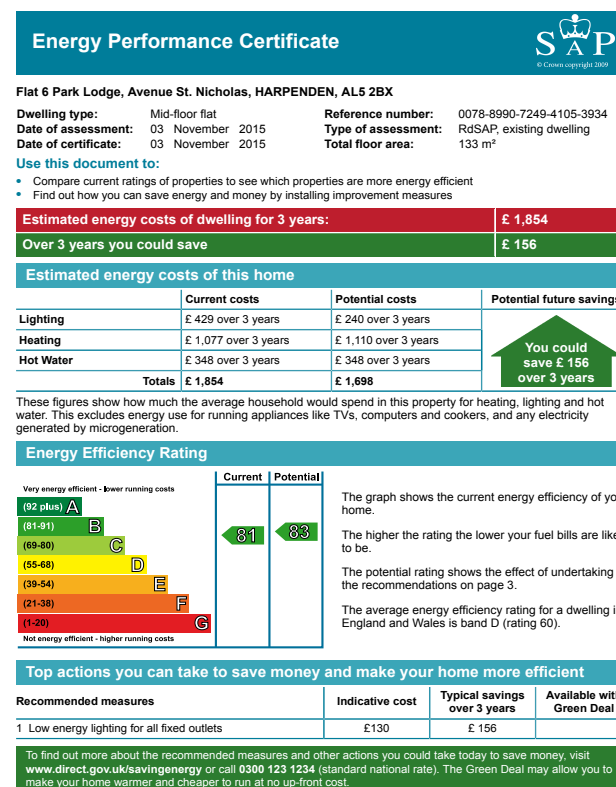 Energy Performance Certificate
SAP
© Crown copyright 2009
Flat 6 Park Lodge, Avenue St. Nicholas, HARPENDEN, AL5 2BX
Dwelling type: Mid-floor flat Reference number: 0078-8990-7249-4105-3934
Date of assessment: 03 November 2015 Type of assessment: RdSAP, existing dwelling
Date of certificate: 03 November 2015 Total floor area: 133 m²
Use this document to:
• Compare current ratings of properties to see which properties are more energy efficient
• Find out how you can save energy and money by installing improvement measures
Estimated energy costs of dwelling for 3 years: £ 1,854
Over 3 years you could save £ 156
Estimated energy costs of this home
Current costs Potential costs Potential future savings
Lighting £ 429 over 3 years £ 240 over 3 years
Heating £ 1,077 over 3 years £ 1,110 over 3 years
Hot Water £ 348 over 3 years £ 348 over 3 years
Totals £ 1,854 £ 1,698
You could
save £ 156
over 3 years
These figures show how much the average household would spend in this property for heating, lighting and hot
water. This excludes energy use for running appliances like TVs, computers and cookers, and any electricity
generated by microgeneration.
Energy Efficiency Rating
Current Potential
Very energy efficient - lower running costs
(92 plus) A
(81-91) B
(69-80) C
(55-68) D
(39-54) E
(21-38) F
(1-20) G
Not energy efficient - higher running costs
81 83
The graph shows the current energy efficiency of
home.
The higher the rating the lower your fuel bills are
to be.
The potential rating shows the effect of undertaking
the recommendations on page 3.
The average energy efficiency rating for a dwelling
England and Wales is band D (rating 60).
Top actions you can take to save money and make your home more efficient
Recommended measures Indicative cost Typical savings over 3 years Available with Green Deal
1 Low energy lighting for all fixed outlets £130 £ 156
To find out more about the recommended measures and other actions you could take today to save money, visit
www.direct.gov.uk/savingenergy or call 0300 123 1234 (standard national rate). The Green Deal may allow you to
make your home warmer and cheaper to run at no up-front cost.